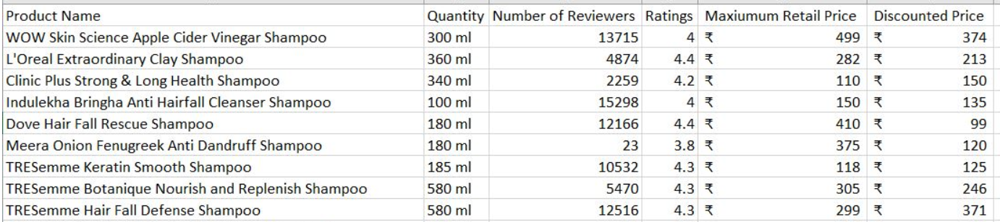 Product Name Quantity Number of Reviewers Ratings Maxiumum Retail Price Discounted Price
WOW Skin Science Apple Cider Vinegar Shampoo 300 ml 13715 4 ₹ 499 ₹ 374
L'Oreal Extraordinary Clay Shampoo 360 ml 4874 4.4 ₹ 282 ₹ 213
Clinic Plus Strong & Long Health Shampoo 340 ml 2259 4.2 ₹ 110 ₹ 150
Indulekha Bringha Anti Hairfall Cleanser Shampoo 100 ml 15298 4 ₹ 150 ₹ 135
Dove Hair Fall Rescue Shampoo 180 ml 12166 4.4 ₹ 410 ₹ 99
Meera Onion Fenugreek Anti Dandruff Shampoo 180 ml 23 3.8 ₹ 375 ₹ 120
TRESemme Keratin Smooth Shampoo 185 ml 10532 4.3 ₹ 118 ₹ 125
TRESemme Botanique Nourish and Replenish Shampoo 580 ml 5470 4.3 ₹ 305 ₹ 246
TRESemme Hair Fall Defense Shampoo 580 ml 12516 4.3 ₹ 299 ₹ 371